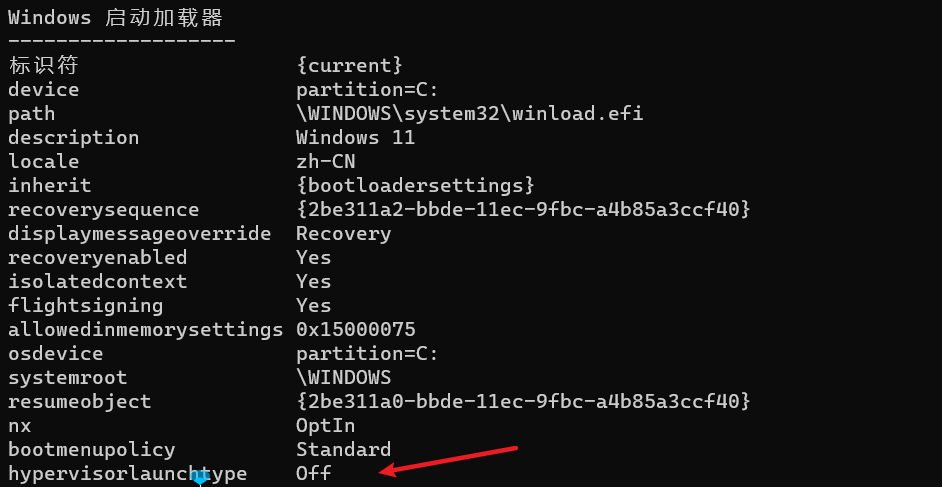 Windows 启动加载器
-------------------
标识符                  {current}
device                  partition=C:
path                    \WINDOWS\system32\winload.efi
description             Windows 11
locale                  zh-CN
inherit                 {bootloadersettings}
recoverysequence        {2be311a2-bbde-11ec-9fbc-a4b85a3ccf40}
displaymessageoverride  Recovery
recoveryenabled         Yes
isolatedcontext         Yes
flightsigning           Yes
allowedinmemorysettings 0x15000075
osdevice                partition=C:
systemroot              \WINDOWS
resumeobject            {2be311a0-bbde-11ec-9fbc-a4b85a3ccf40}
nx                      OptIn
bootmenupolicy          Standard
hypervisorlaunchtype    Off